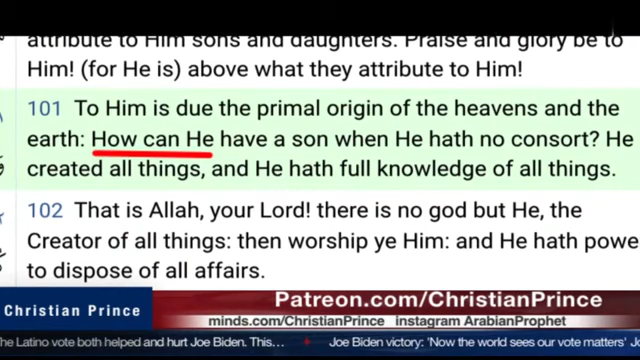 attribute to Him sons and daughters. Praise and glory be to
Him! (for He is) above what they attribute to Him!
101 To Him is due the primal origin of the heavens and the
earth: How can He have a son when He hath no consort? He
created all things, and He hath full knowledge of all things.
102 That is Allah, your Lord! there is no god but He, the
Creator of all things: then worship ye Him: and He hath powe
to dispose of all affairs.
Christian Prince
Patreon.com/ChristianPrince
minds.com/ChristianPrince instagram ArabianProphet
The Latino vote both helped and hurt Joe Biden. This... Joe Biden victory: 'Now the world sees our vote matters' J